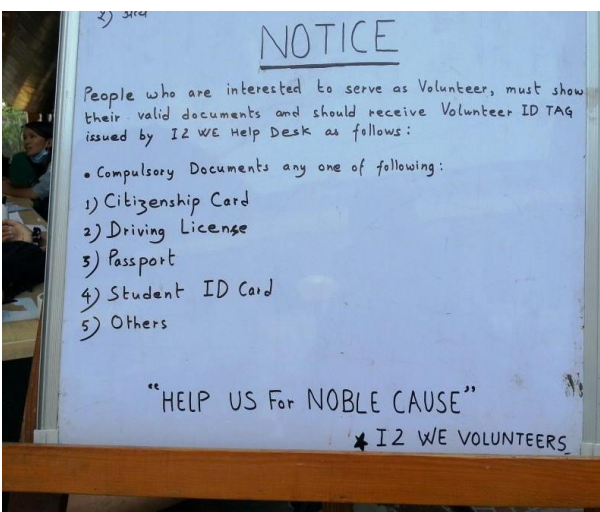 २) अन्य
NOTICE
People who are interested to serve as Volunteer, must show
their valid documents and should receive Volunteer ID TAG
issued by I2 WE Help Desk as follows:
• Compulsory Documents any one of following:
1) Citizenship Card
2) Driving License
3) Passport
4) Student ID Card
5) Others
"HELP US For NOBLE CAUSE"
★ I2 WE VOLUNTEERS